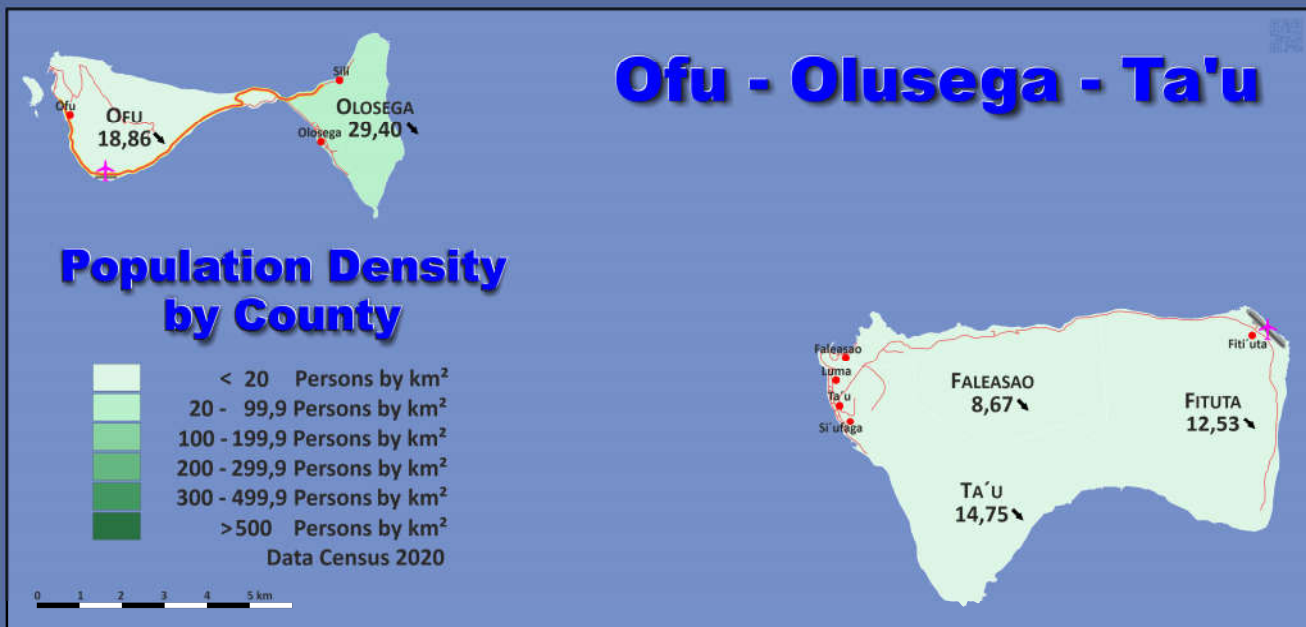 Ofu - Olusega - Ta'u
Sili
Ofu
OFU
18,86
OLOSEGA
29,40
Olosega
Population Density
by County
< 20 Persons by km²
20 - 99,9 Persons by km²
100 - 199,9 Persons by km²
200 - 299,9 Persons by km²
300 - 499,9 Persons by km²
>500 Persons by km²
Data Census 2020
0 1 2 3 4 5 km
Faleasao
Luma
Ta'u
Si´ufaga
Fiti´uta
FALEASAO
8,67
FITUTA
12,53
TA´U
14,75